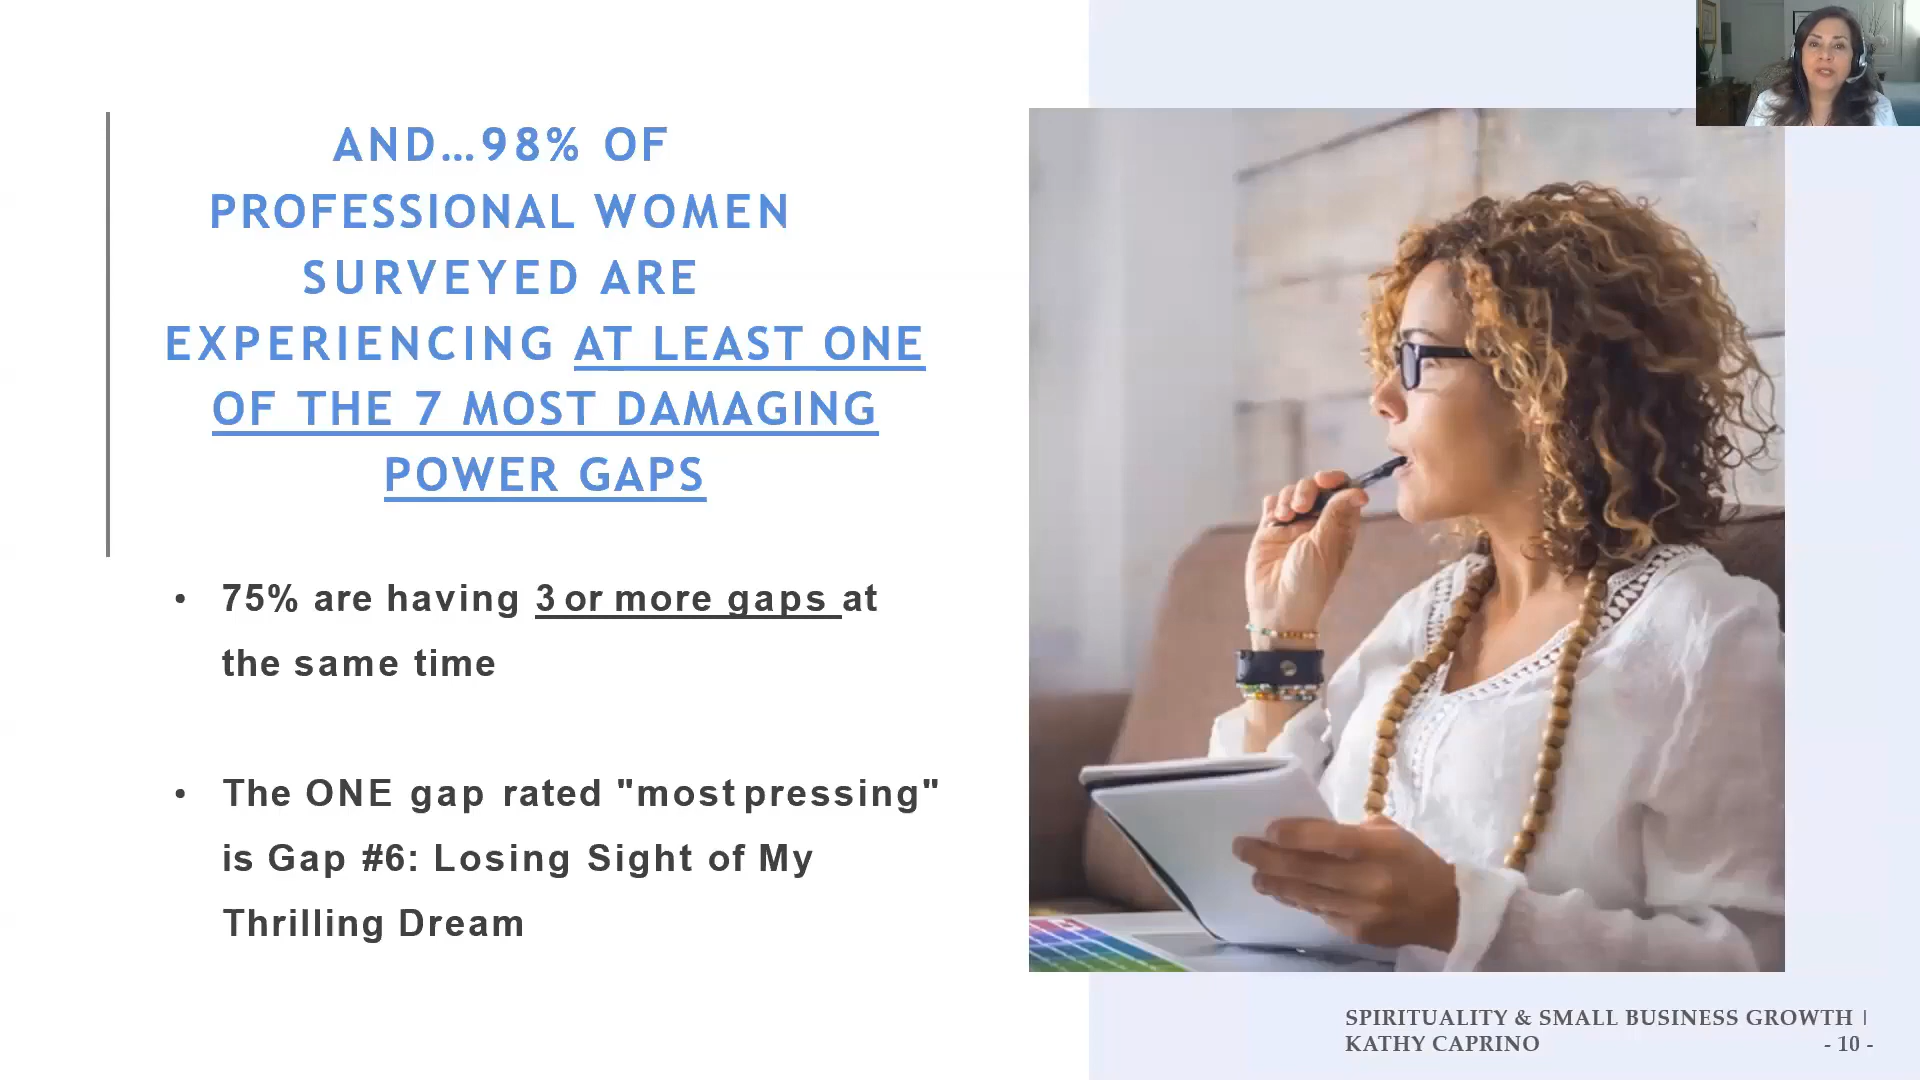 AND…98% OF
PROFESSIONAL WOMEN
SURVEYED ARE
EXPERIENCING AT LEAST ONE
OF THE 7 MOST DAMAGING
POWER GAPS
• 75% are having 3 or more gaps at
the same time
• The ONE gap rated "most pressing"
is Gap #6: Losing Sight of My
Thrilling Dream
SPIRITUALITY & SMALL BUSINESS GROWTH |
KATHY CAPRINO - 10 -